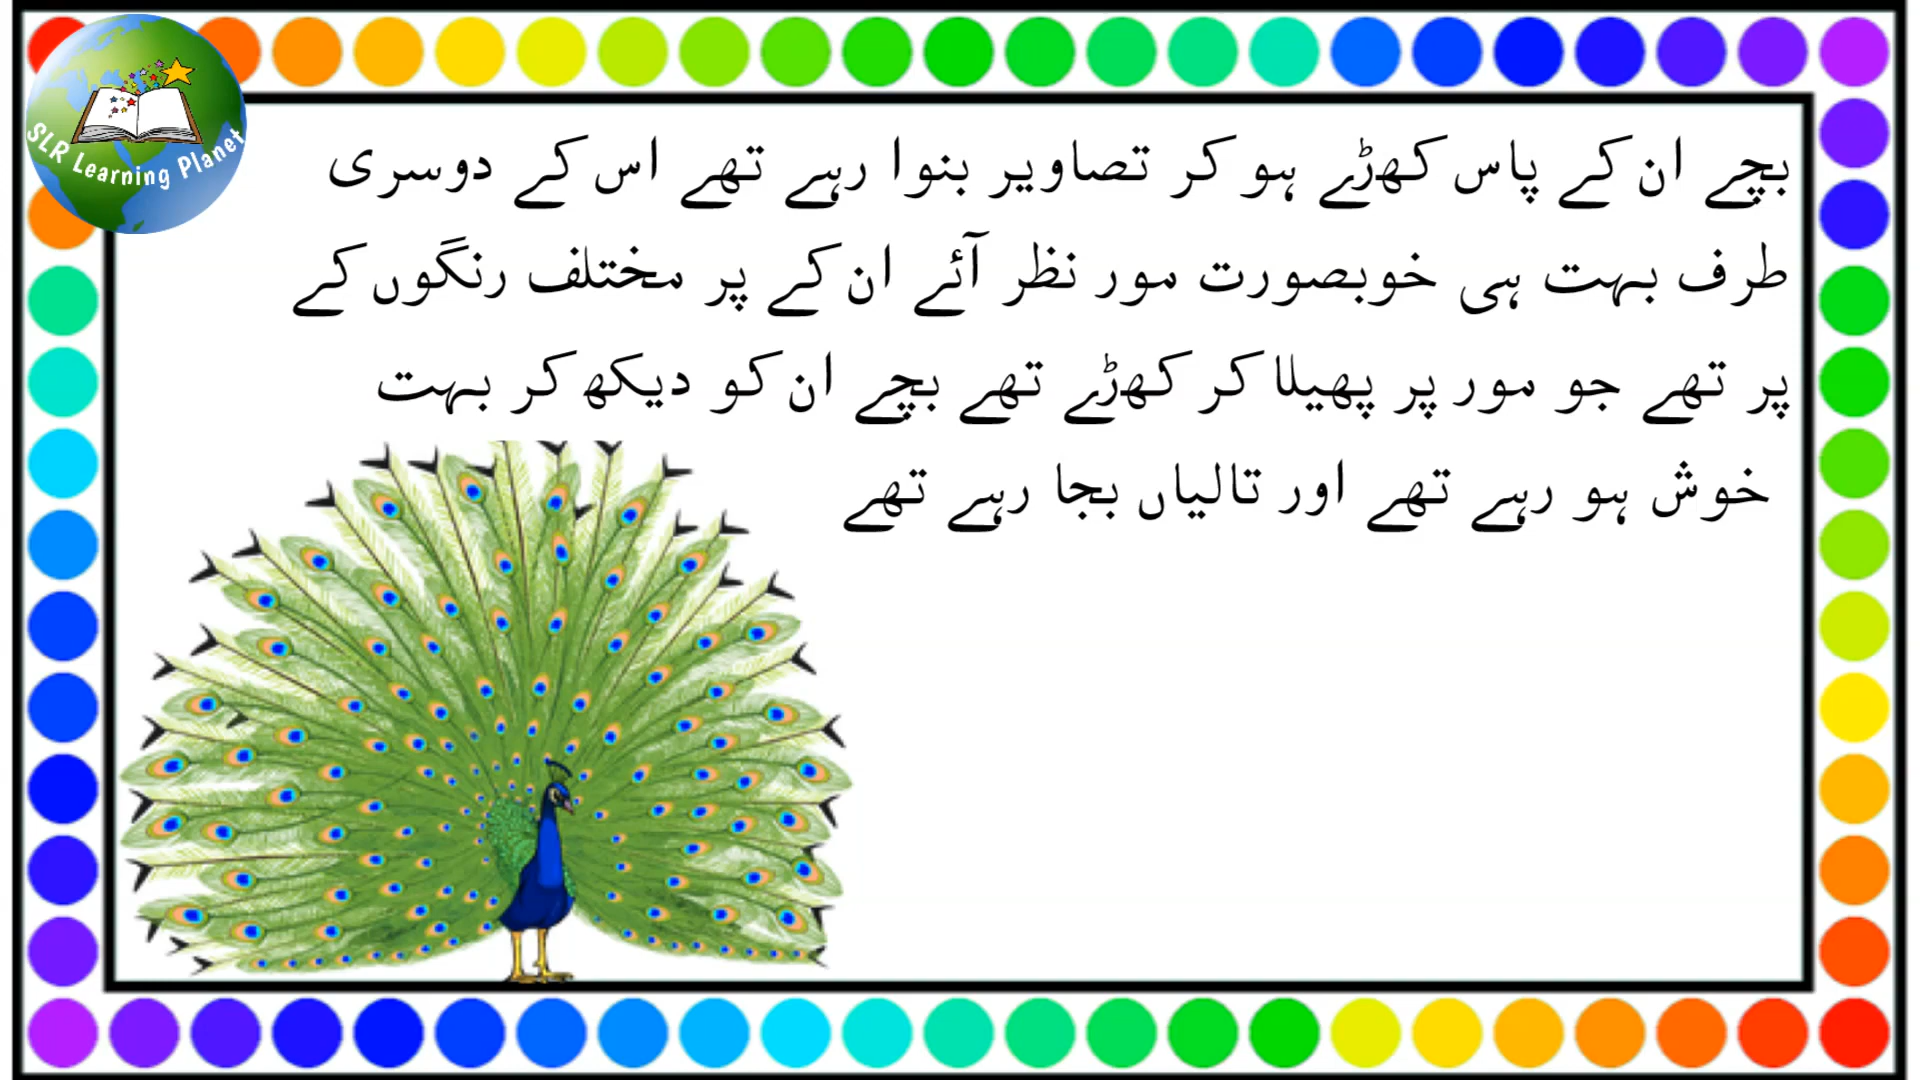 SLR Learning Planet
بچے ان کے پاس کھڑے ہو کر تصاویر بنوا رہے تھے اس کے دوسری
طرف بہت ہی خوبصورت مور نظر آئے ان کے پر مختلف رنگوں کے
پر تھے جو مور پر پھیلا کر کھڑے تھے بچے ان کو دیکھ کر بہت
خوش ہو رہے تھے اور تالیاں بجا رہے تھے